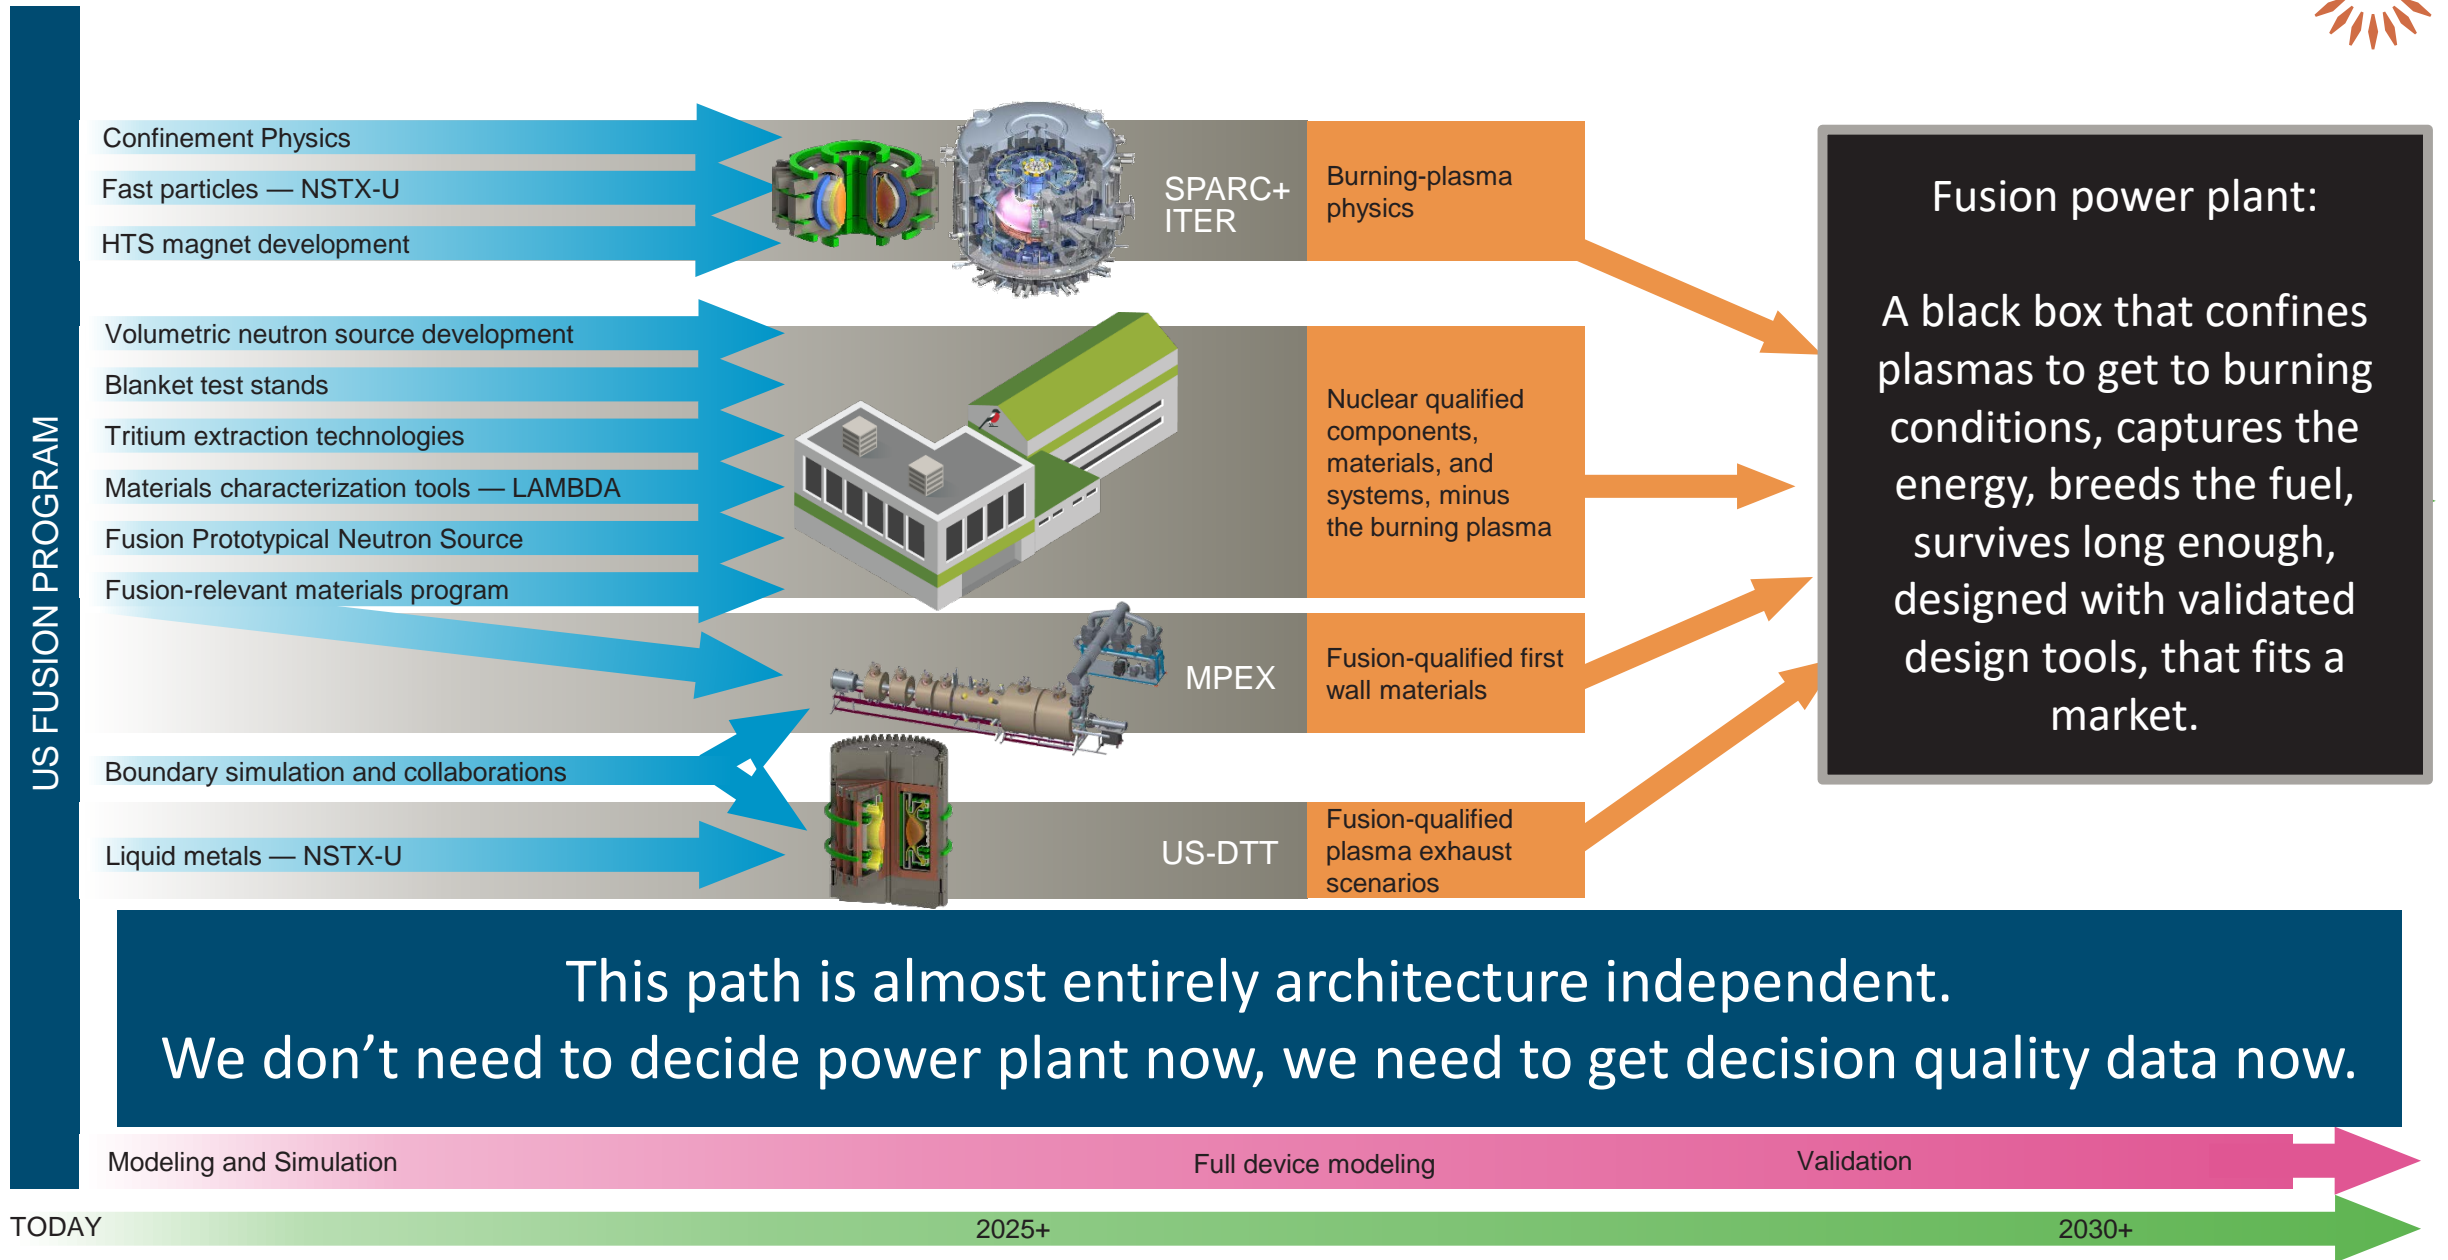 US FUSION PROGRAM
Confinement Physics
Fast particles — NSTX-U
HTS magnet development
SPARC+
ITER
Burning-plasma
physics
Volumetric neutron source development
Blanket test stands
Tritium extraction technologies
Materials characterization tools — LAMBDA
Fusion Prototypical Neutron Source
Fusion-relevant materials program
Nuclear qualified
components,
materials, and
systems, minus
the burning plasma
MPEX
Fusion-qualified first
wall materials
Boundary simulation and collaborations
Liquid metals — NSTX-U
US-DTT
Fusion-qualified
plasma exhaust
scenarios
Fusion power plant:
A black box that confines
plasmas to get to burning
conditions, captures the
energy, breeds the fuel,
survives long enough,
designed with validated
design tools, that fits a
market.
This path is almost entirely architecture independent.
We don’t need to decide power plant now, we need to get decision quality data now.
Modeling and Simulation
Full device modeling
Validation
TODAY
2025+
2030+